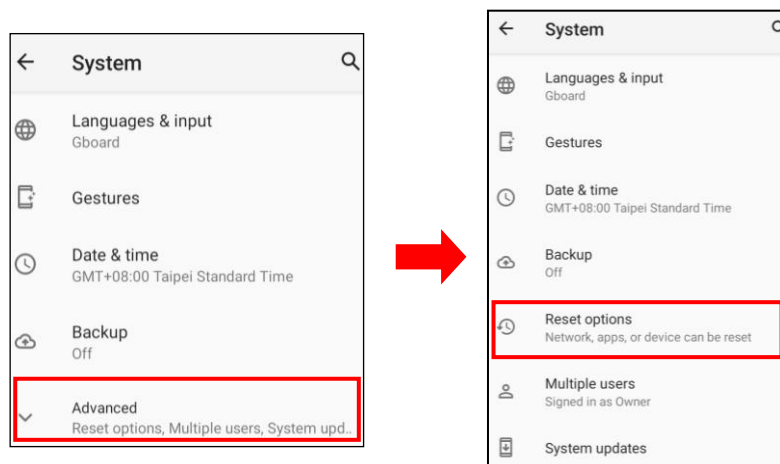 System
Languages & input
Gboard
Gestures
Date & time
GMT+08:00 Taipei Standard Time
Backup
Off
Advanced
Reset options, Multiple users, System upd..
System
Languages & input
Gboard
Gestures
Date & time
GMT+08:00 Taipei Standard Time
Backup
Off
Reset options
Network, apps, or device can be reset
Multiple users
Signed in as Owner
System updates